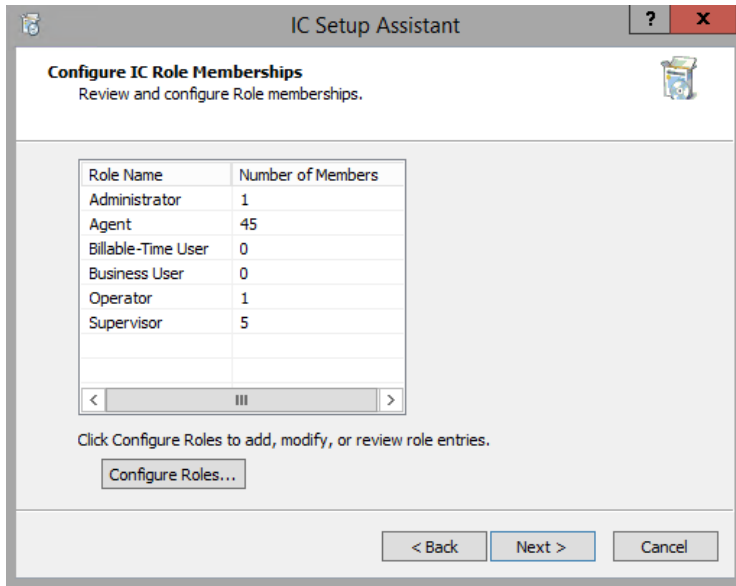 IC Setup Assistant
? x
Configure IC Role Memberships
Review and configure Role memberships.
Role Name Number of Members
Administrator 1
Agent 45
Billable-Time User 0
Business User 0
Operator 1
Supervisor 5
Click Configure Roles to add, modify, or review role entries.
Configure Roles...
< Back Next > Cancel